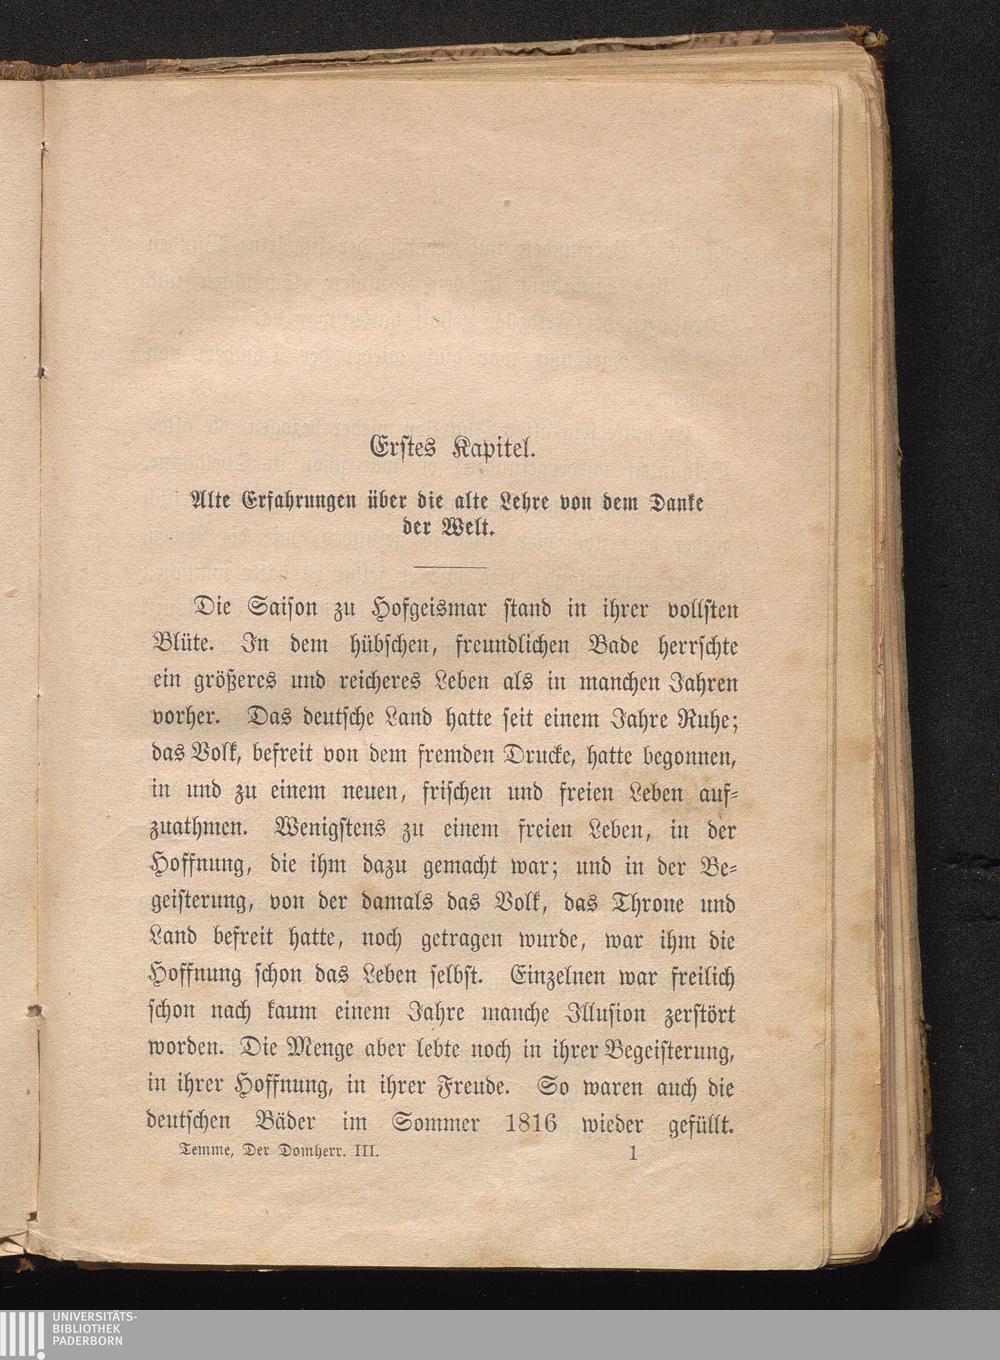 Erstes Kapitel.
Alte Erfahrungen über die alte Lehre von dem Danke
der Welt.
Die Saison zu Hofgeismar stand in ihrer vollsten
Blüte. In dem hübschen, freundlichen Bade herrschte
ein größeres und reicheres Leben als in manchen Jahren
vorher. Das deutsche Land hatte seit einem Jahre Ruhe;
das Volk, befreit von dem fremden Drucke, hatte begonnen,
in und zu einem neuen, frischen und freien Leben auf-
zuathmen. Wenigstens zu einem freien Leben, in der
Hoffnung, die ihm dazu gemacht war; und in der Be-
geisterung, von der damals das Volk, das Throne und
Land befreit hatte, noch getragen wurde, war ihm die
Hoffnung schon das Leben selbst. Einzelnen war freilich
schon nach kaum einem Jahre manche Illusion zerstört
worden. Die Menge aber lebte noch in ihrer Begeisterung,
in ihrer Hoffnung, in ihrer Freude. So waren auch die
deutschen Bäder im Sommer 1816 wieder gefüllt.
Temme, Der Domherr. III. 1
UNIVERSITÄTS-
BIBLIOTHEK
PADERBORN